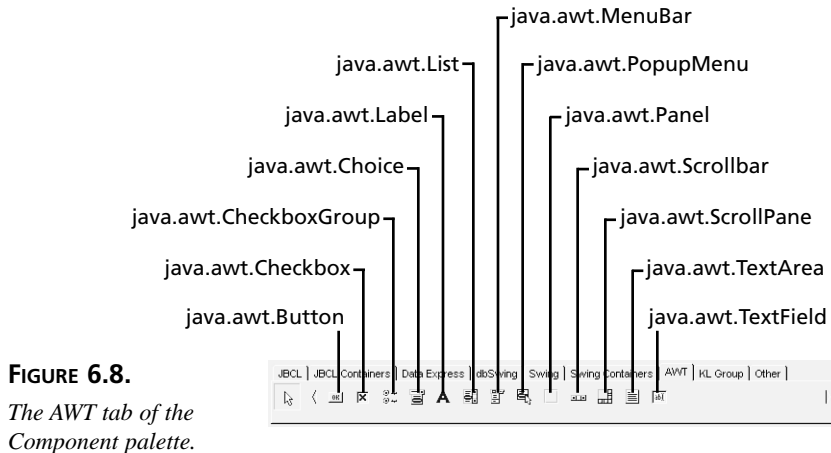 java.awt.MenuBar
java.awt.List
java.awt.PopupMenu
java.awt.Label
java.awt.Panel
java.awt.Choice
java.awt.Scrollbar
java.awt.CheckboxGroup
java.awt.ScrollPane
java.awt.Checkbox
java.awt.TextArea
java.awt.Button
java.awt.TextField
FIGURE 6.8.
The AWT tab of the
Component palette.
JBCL | JBCL Containers | Data Express | dbSwing | Swing | Swing Containers | AWT | KL Group | Other |
OK A ab